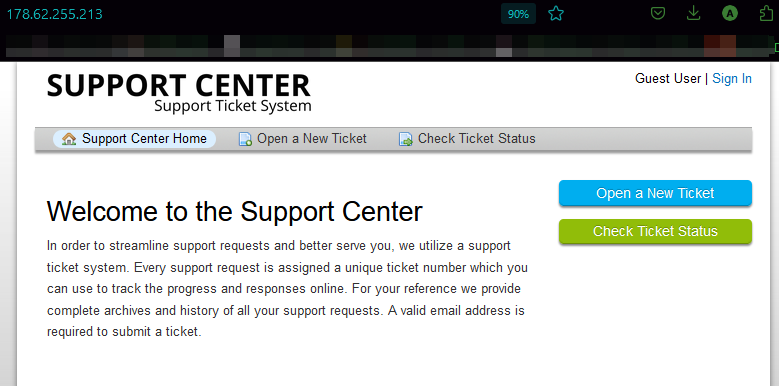 178.62.255.213
90%
A
SUPPORT CENTER
Support Ticket System
Guest User | Sign In
Support Center Home
Open a New Ticket
Check Ticket Status
Open a New Ticket
Check Ticket Status
Welcome to the Support Center
In order to streamline support requests and better serve you, we utilize a support
ticket system. Every support request is assigned a unique ticket number which you
can use to track the progress and responses online. For your reference we provide
complete archives and history of all your support requests. A valid email address is
required to submit a ticket.